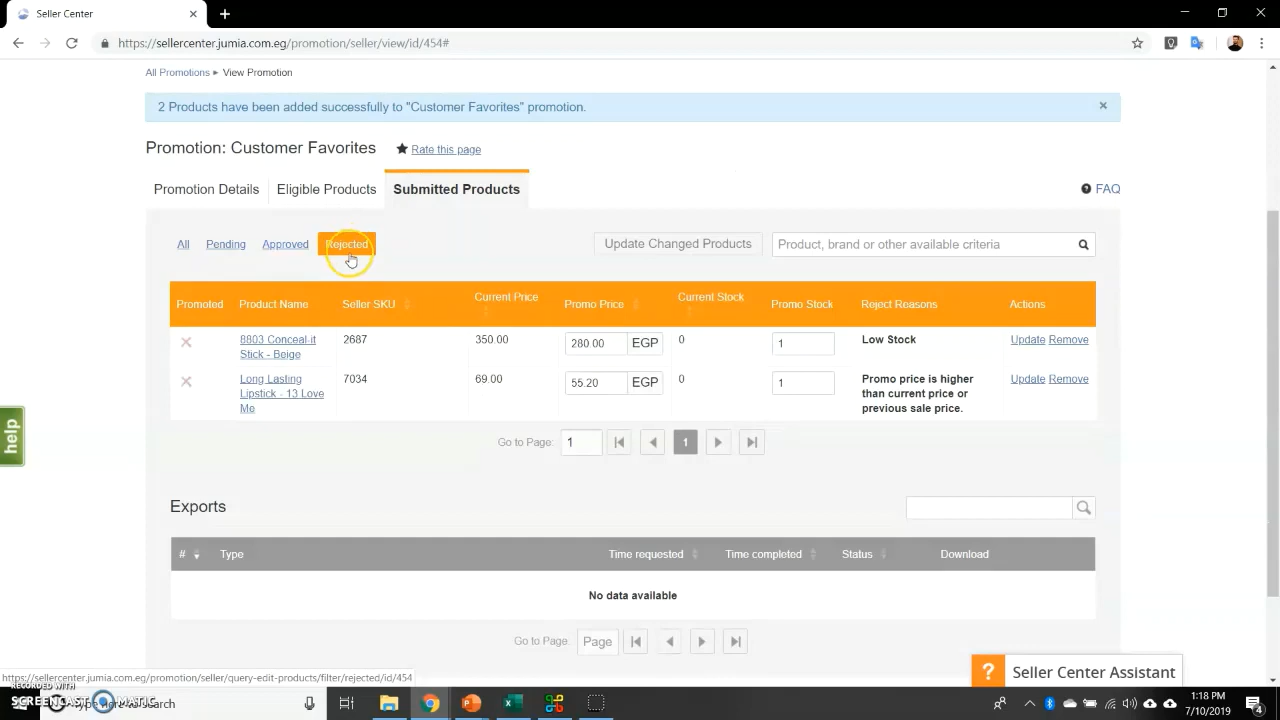 Seller Center
https://sellercenter.jumia.com.eg/promotion/seller/view/id/454#
All Promotions ▸ View Promotion
2 Products have been added successfully to "Customer Favorites" promotion.
Promotion: Customer Favorites ★ Rate this page
Promotion Details Eligible Products Submitted Products FAQ
All Pending Approved Rejected Update Changed Products Product, brand or other available criteria
Promoted Product Name Seller SKU Current Price Promo Price Current Stock Promo Stock Reject Reasons Actions
8803 Conceal-it 2687 350.00 280.00 EGP 0 1 Low Stock Update Remove
Stick - Beige
Long Lasting 7034 69.00 55.20 EGP 0 1 Promo price is higher Update Remove
Lipstick - 13 Love than current price or
Me previous sale price.
help
Go to Page: 1 1
Exports
# Type Time requested Time completed Status Download
No data available
Go to Page: Page
? Seller Center Assistant
https://sellercenter.jumia.com.eg/promotion/seller/query-edit-products/filter/rejected/id/454
RECORDED WITH
SCREENCAST MATIC
here to search
1:18 PM
7/10/2019
4